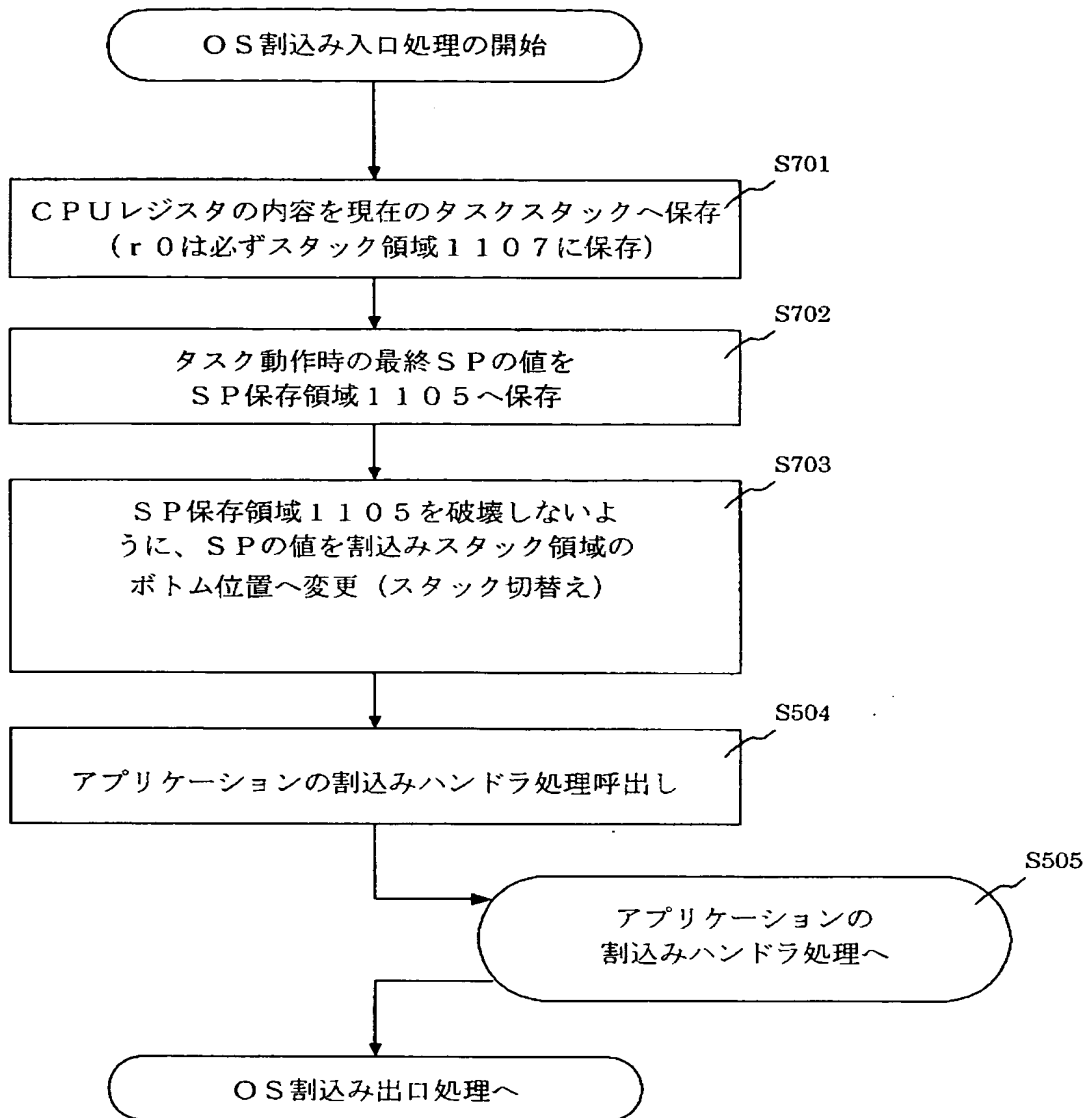 ＯＳ割込み入口処理の開始
S701
ＣＰＵレジスタの内容を現在のタスクスタックへ保存
（ｒ０は必ずスタック領域１１０７に保存）
S702
タスク動作時の最終ＳＰの値を
ＳＰ保存領域１１０５へ保存
S703
ＳＰ保存領域１１０５を破壊しないよ
うに、ＳＰの値を割込みスタック領域の
ボトム位置へ変更（スタック切替え）
S504
アプリケーションの割込みハンドラ処理呼出し
S505
アプリケーションの
割込みハンドラ処理へ
ＯＳ割込み出口処理へ